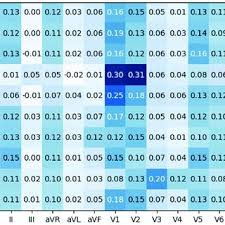 0.13 0.00 0.12 0.03 0.06 0.16 0.15 0.05 0.01 0.13 0.11
0.12 0.00 0.11 0.02 0.06 0.19 0.13 0.06 0.03 0.14 0.09
0.13 -0.01 0.11 0.02 0.06 0.16 0.12 0.06 0.03 0.16 0.11
0.01 0.05 0.05 -0.02 0.01 0.30 0.31 0.06 0.04 0.08 0.06
0.06 -0.01 0.07 0.04 0.02 0.25 0.18 0.06 0.06 0.13 0.12
0.12 0.03 0.11 0.03 0.07 0.17 0.12 0.05 0.04 0.12 0.10
0.13 0.03 0.12 0.03 0.12 0.12 0.15 0.04 0.01 0.10 0.11
0.15 0.00 0.11 0.01 0.05 0.15 0.10 0.07 0.04 0.15 0.11
0.11 0.04 0.10 0.02 0.03 0.08 0.13 0.20 0.12 0.11 0.08
0.11 0.01 0.10 0.02 0.05 0.18 0.15 0.07 0.01 0.13 0.11
II III aVR aVL aVF V1 V2 V3 V4 V5 V6